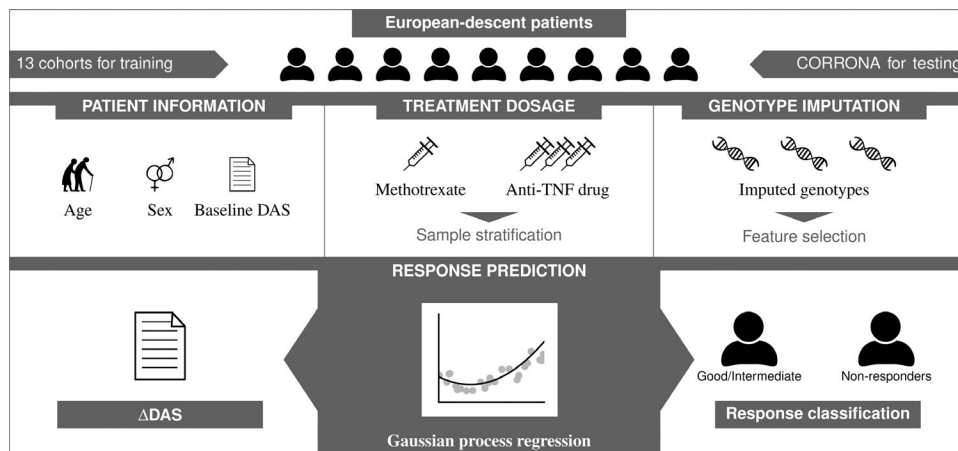 European-descent patients
13 cohorts for training
CORRONA for testing
PATIENT INFORMATION
TREATMENT DOSAGE
GENOTYPE IMPUTATION
Age
Sex
Baseline DAS
Methotrexate
Anti-TNF drug
Imputed genotypes
Sample stratification
Feature selection
RESPONSE PREDICTION
Good/Intermediate
Non-responders
ΔDAS
Response classification
Gaussian process regression